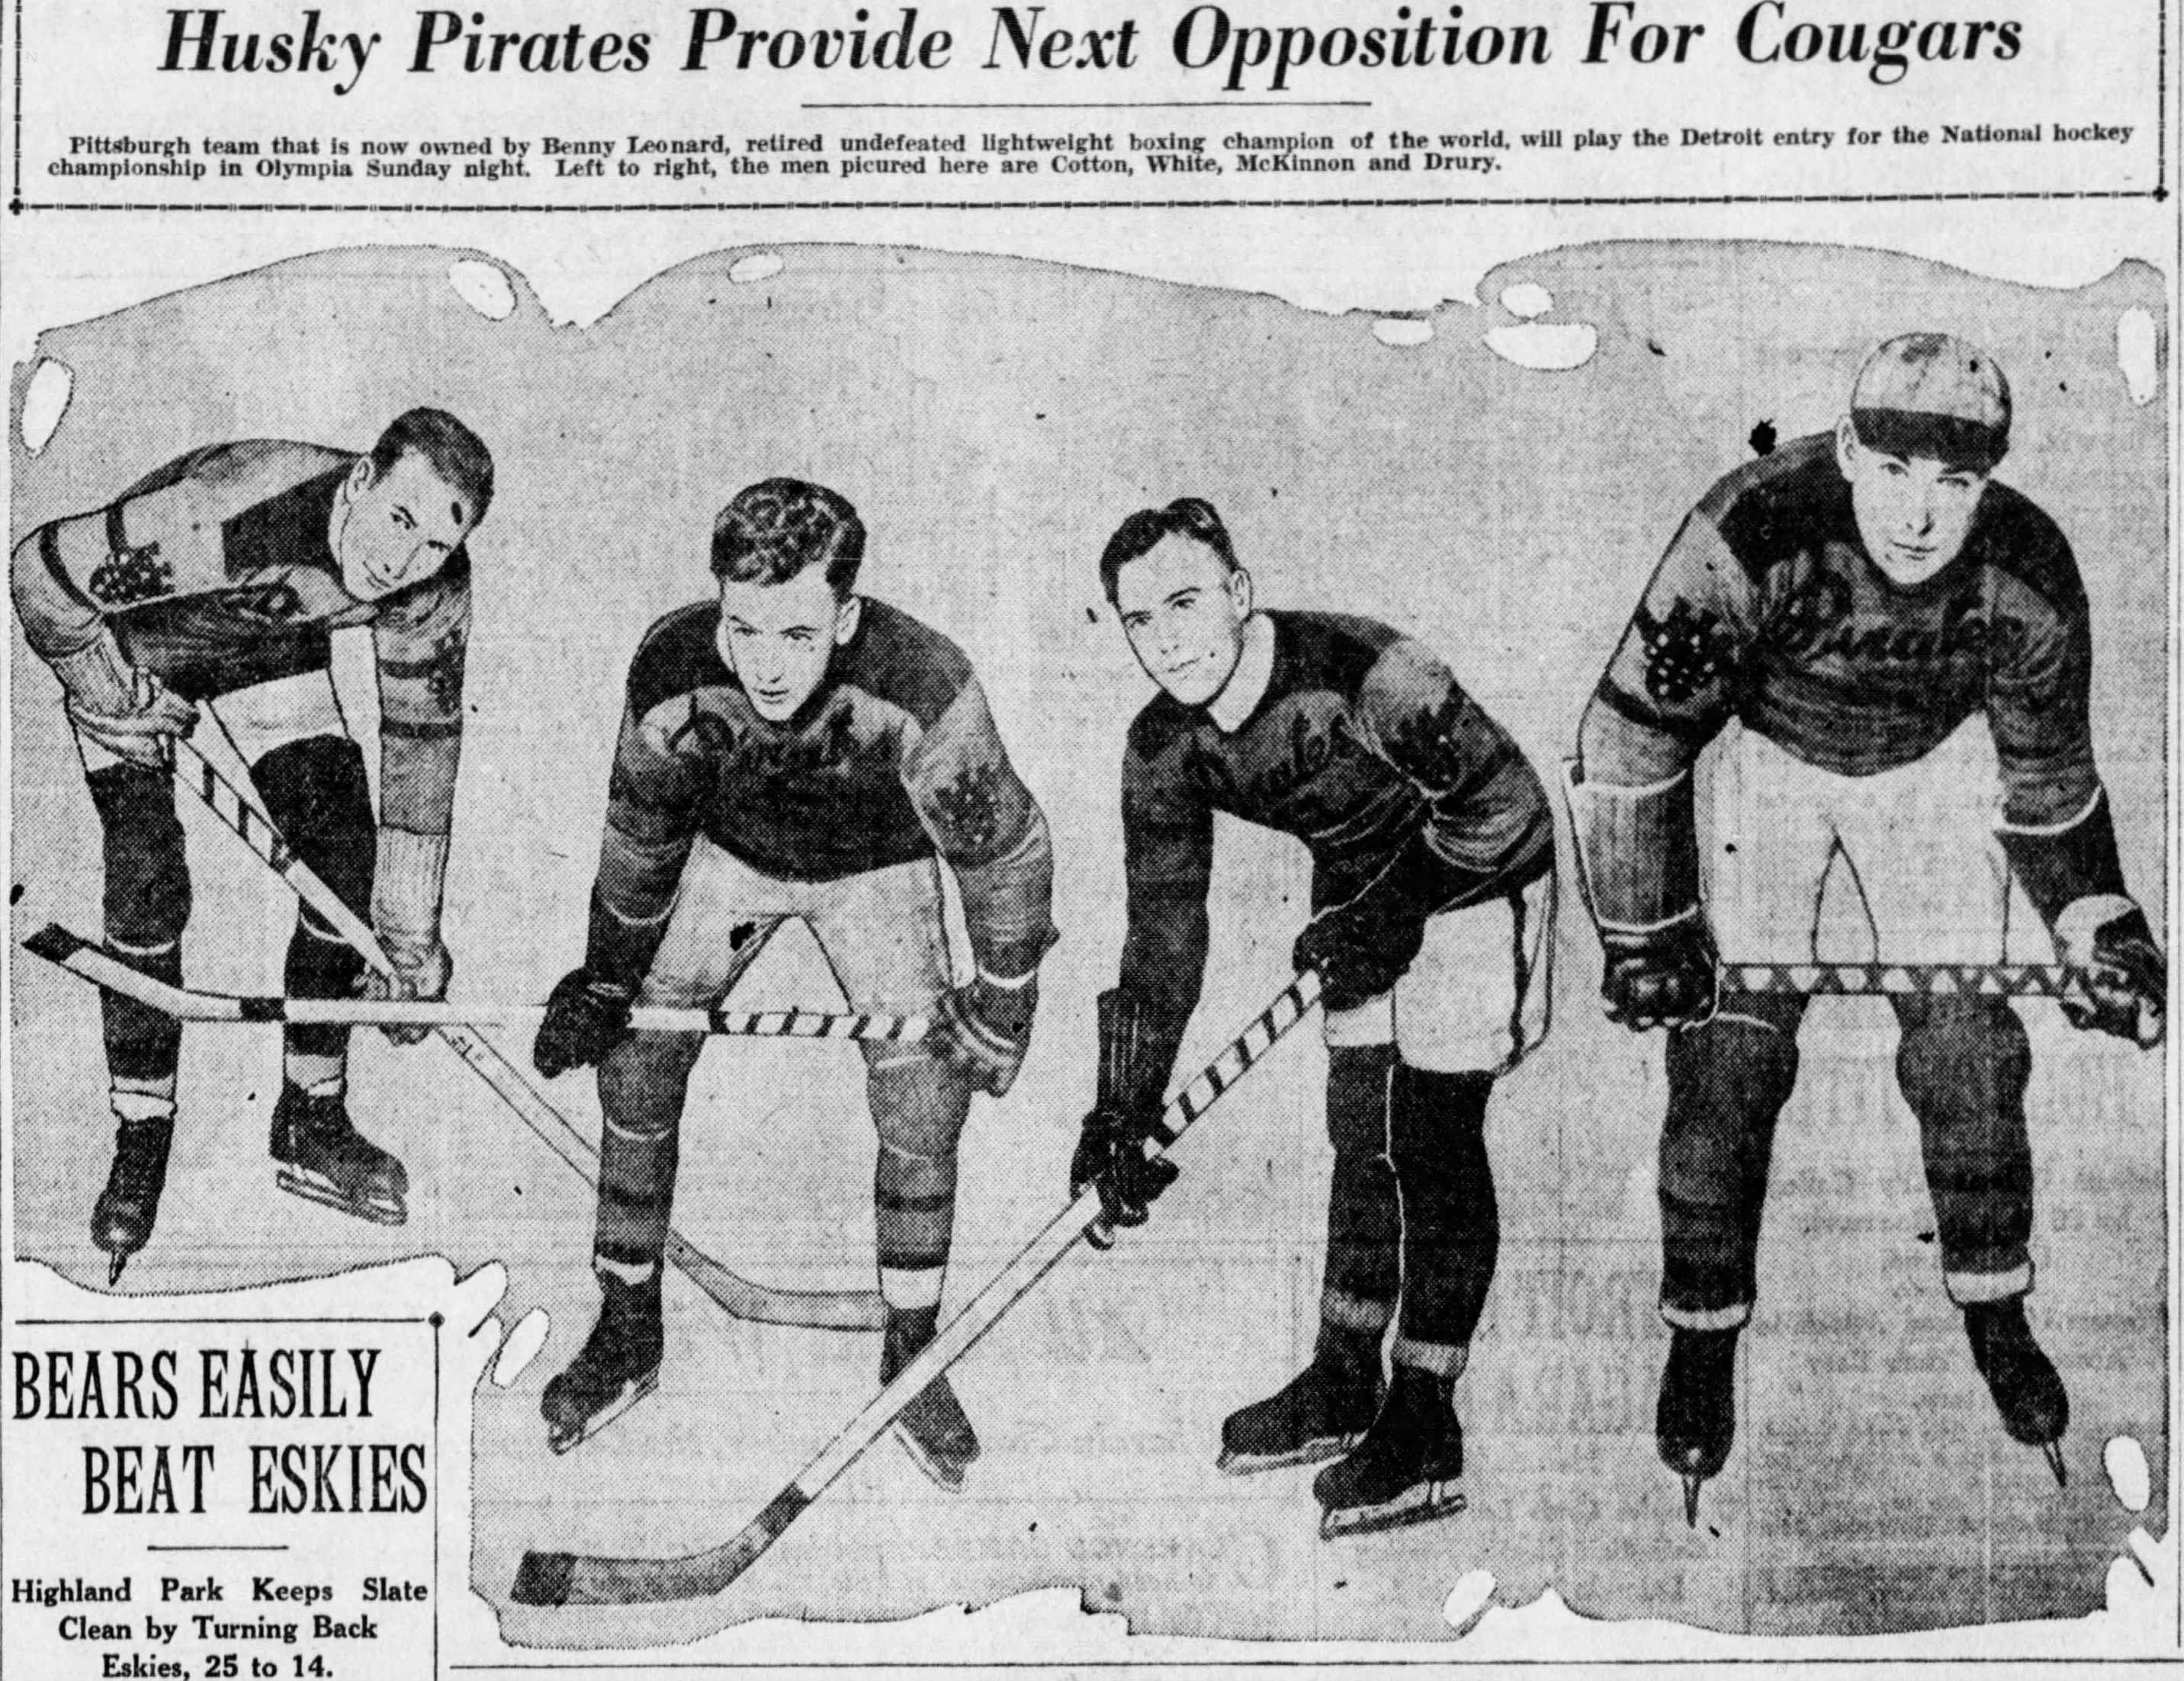 Husky Pirates Provide Next Opposition For Cougars
Pittsburgh team that is now owned by Benny Leonard, retired undefeated lightweight boxing champion of the world, will play the Detroit entry for the National hockey
championship in Olympia Sunday night. Left to right, the men picured here are Cotton, White, McKinnon and Drury.
Pirates
BEARS EASILY
BEAT ESKIES
Highland Park Keeps Slate
Clean by Turning Back
Eskies, 25 to 14.